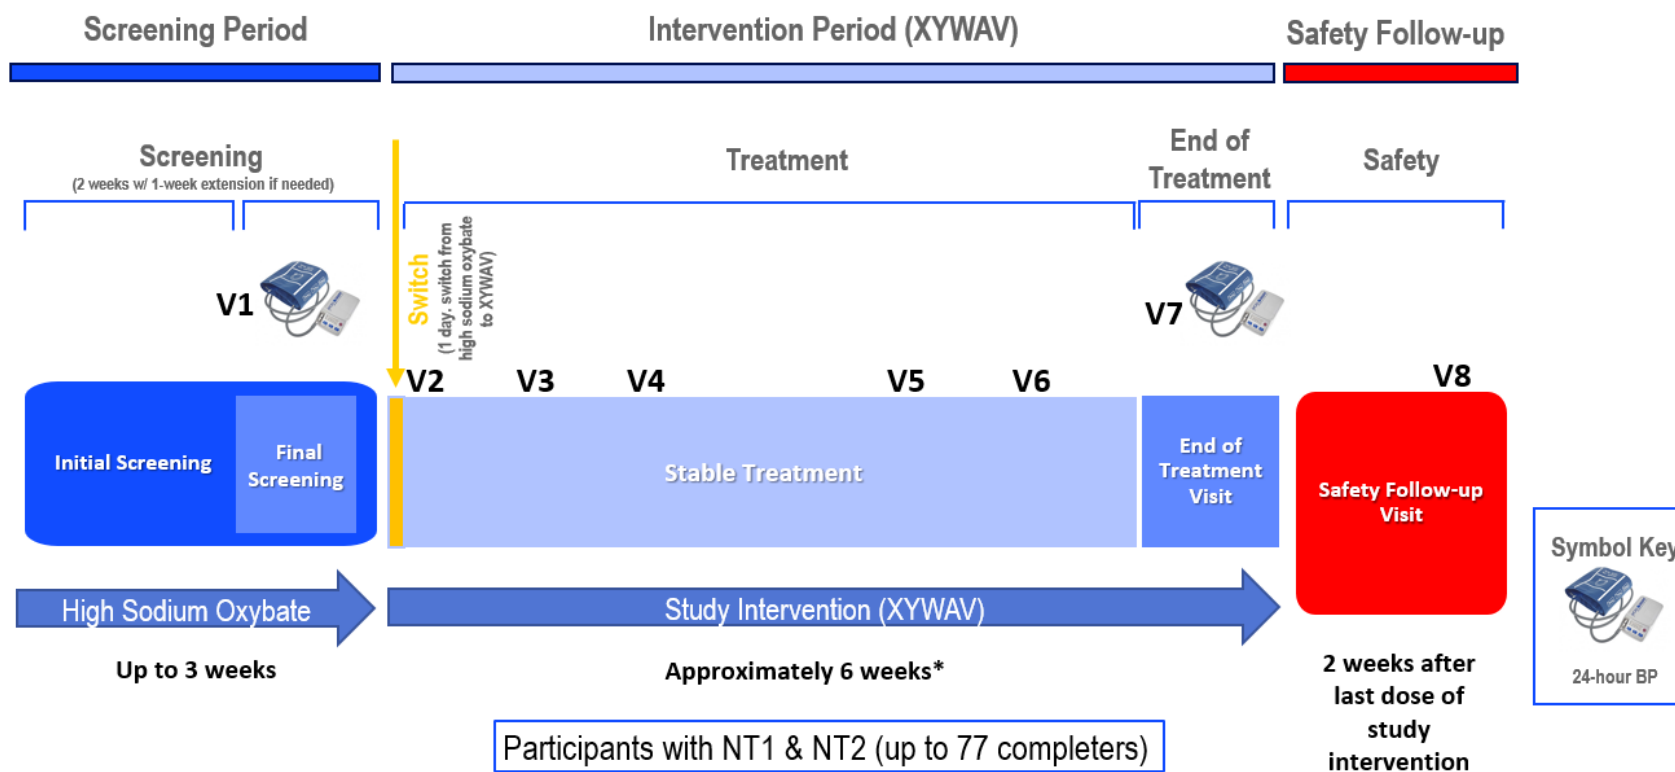 Screening Period
Intervention Period (XYWAV)
Safety Follow-up
Screening
(2 weeks w/ 1-week extension if needed)
Treatment
End of
Treatment
Safety
Switch
(1 day. switch from
high sodium oxybate
to XYWAV)
V1
V7
V2
V3
V4
V5
V6
V8
Initial Screening
Final
Screening
Stable Treatment
End of
Treatment
Visit
Safety Follow-up
Visit
High Sodium Oxybate
Study Intervention (XYWAV)
Up to 3 weeks
Approximately 6 weeks*
2 weeks after
last dose of
study
intervention
Symbol Key
24-hour BP
Participants with NT1 & NT2 (up to 77 completers)